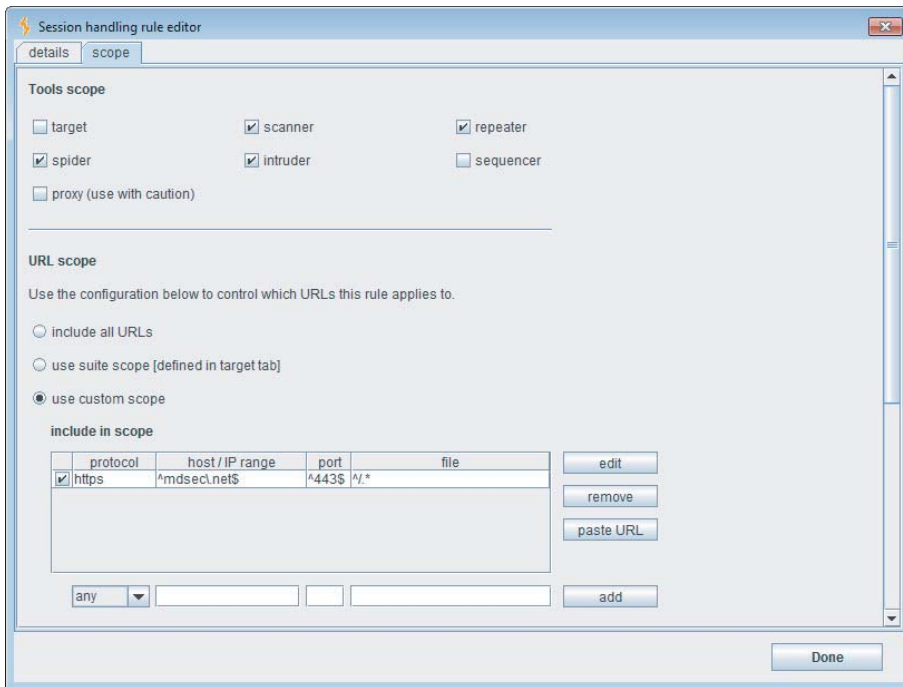 Session handling rule editor
details scope
Tools scope
target scanner repeater
spider intruder sequencer
proxy (use with caution)
URL scope
Use the configuration below to control which URLs this rule applies to.
include all URLs
use suite scope [defined in target tab]
use custom scope
include in scope
protocol host / IP range port file
https ^mdsec\.net$ ^443$ ^/.*
edit
remove
paste URL
any add
Done